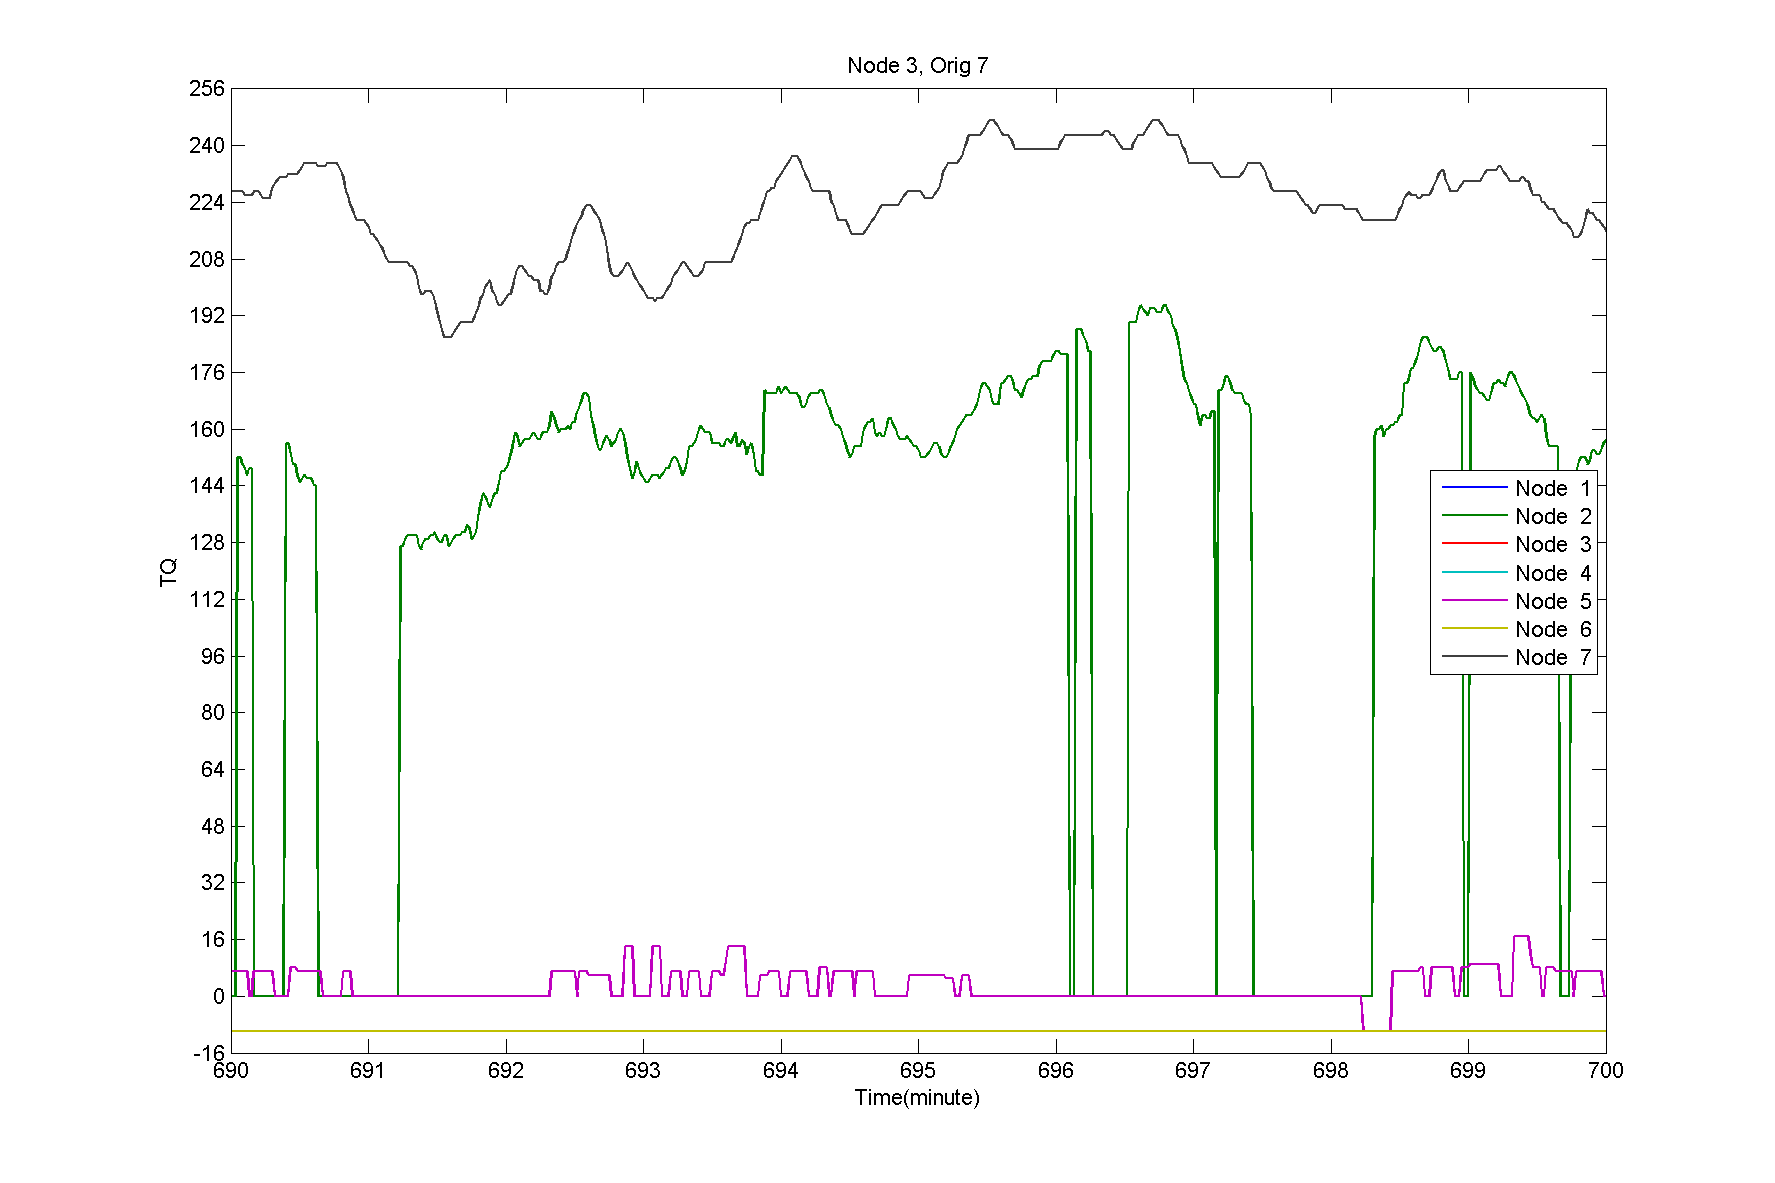 Node 3, Orig 7
256
240
224
208
192
176
160
144
128
112
96
80
64
48
32
16
0
-16
TQ
Node 1
Node 2
Node 3
Node 4
Node 5
Node 6
Node 7
690 691 692 693 694 695 696 697 698 699 700
Time(minute)